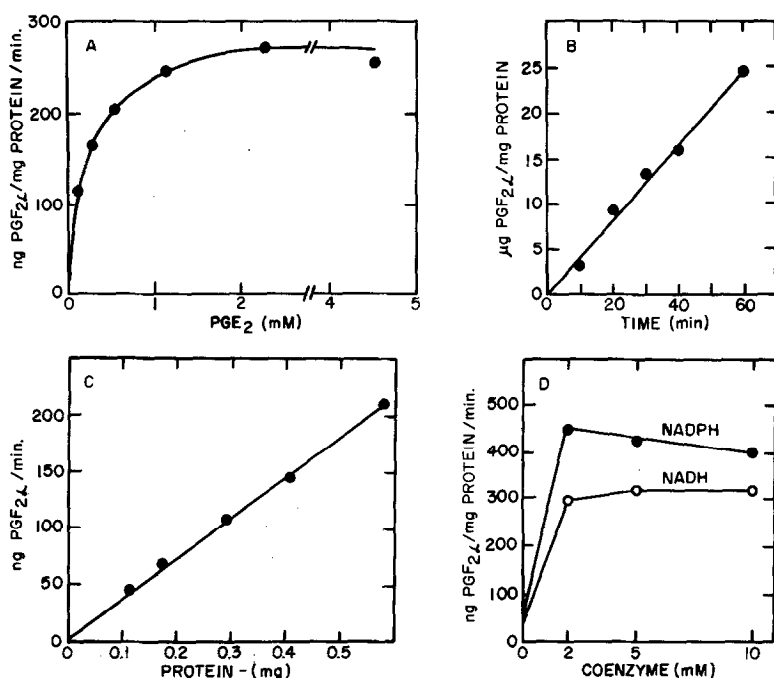 A
ng PGF2α/mg PROTEIN/min.
300
200
100
0
0 1 2 4 5
PGE2 (mM)
B
μg PGF2α/mg PROTEIN
25
20
15
10
5
0
0 20 40 60
TIME (min)
C
ng PGF2α/min.
200
150
100
50
0
0 0.1 0.2 0.3 0.4 0.5
PROTEIN-(mg)
D
ng PGF2α/mg PROTEIN/min.
500
400
300
200
100
0
NADPH
NADH
0 2 5 10
COENZYME (mM)